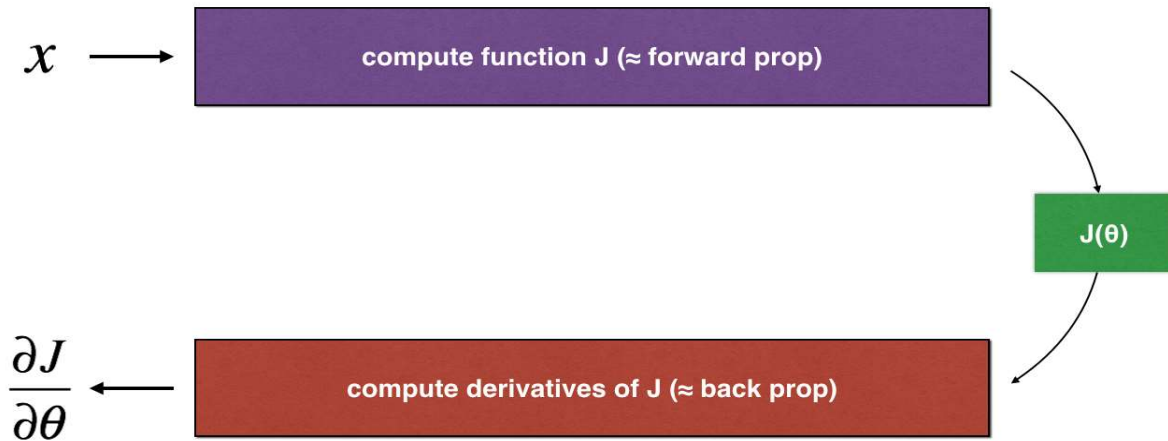 x
compute function J (≈ forward prop)
J(θ)
∂J
∂θ
compute derivatives of J (≈ back prop)